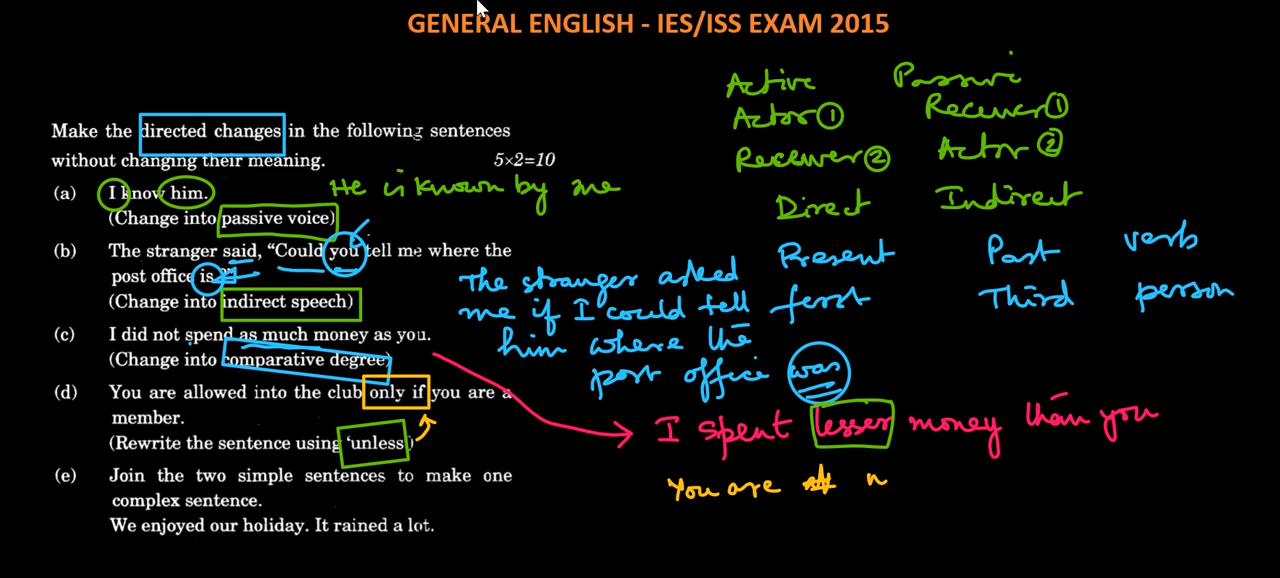 GENERAL ENGLISH - IES/ISS EXAM 2015
Make the directed changes in the following sentences
without changing their meaning. 5×2=10
(a) I know him.
(Change into passive voice)
(b) The stranger said, “Could you tell me where the
post office is?”
(Change into indirect speech)
(c) I did not spend as much money as you.
(Change into comparative degree)
(d) You are allowed into the club only if you are a
member.
(Rewrite the sentence using ‘unless’)
(e) Join the two simple sentences to make one
complex sentence.
We enjoyed our holiday. It rained a lot.
He is known by me
Active Passive
Actor ① Receiver ①
Receiver ② Actor ②
Direct Indirect
Present Past verb
first Third person
The stranger asked
me if I could tell
him where the
post office was
I spent lesser money than you
You are n